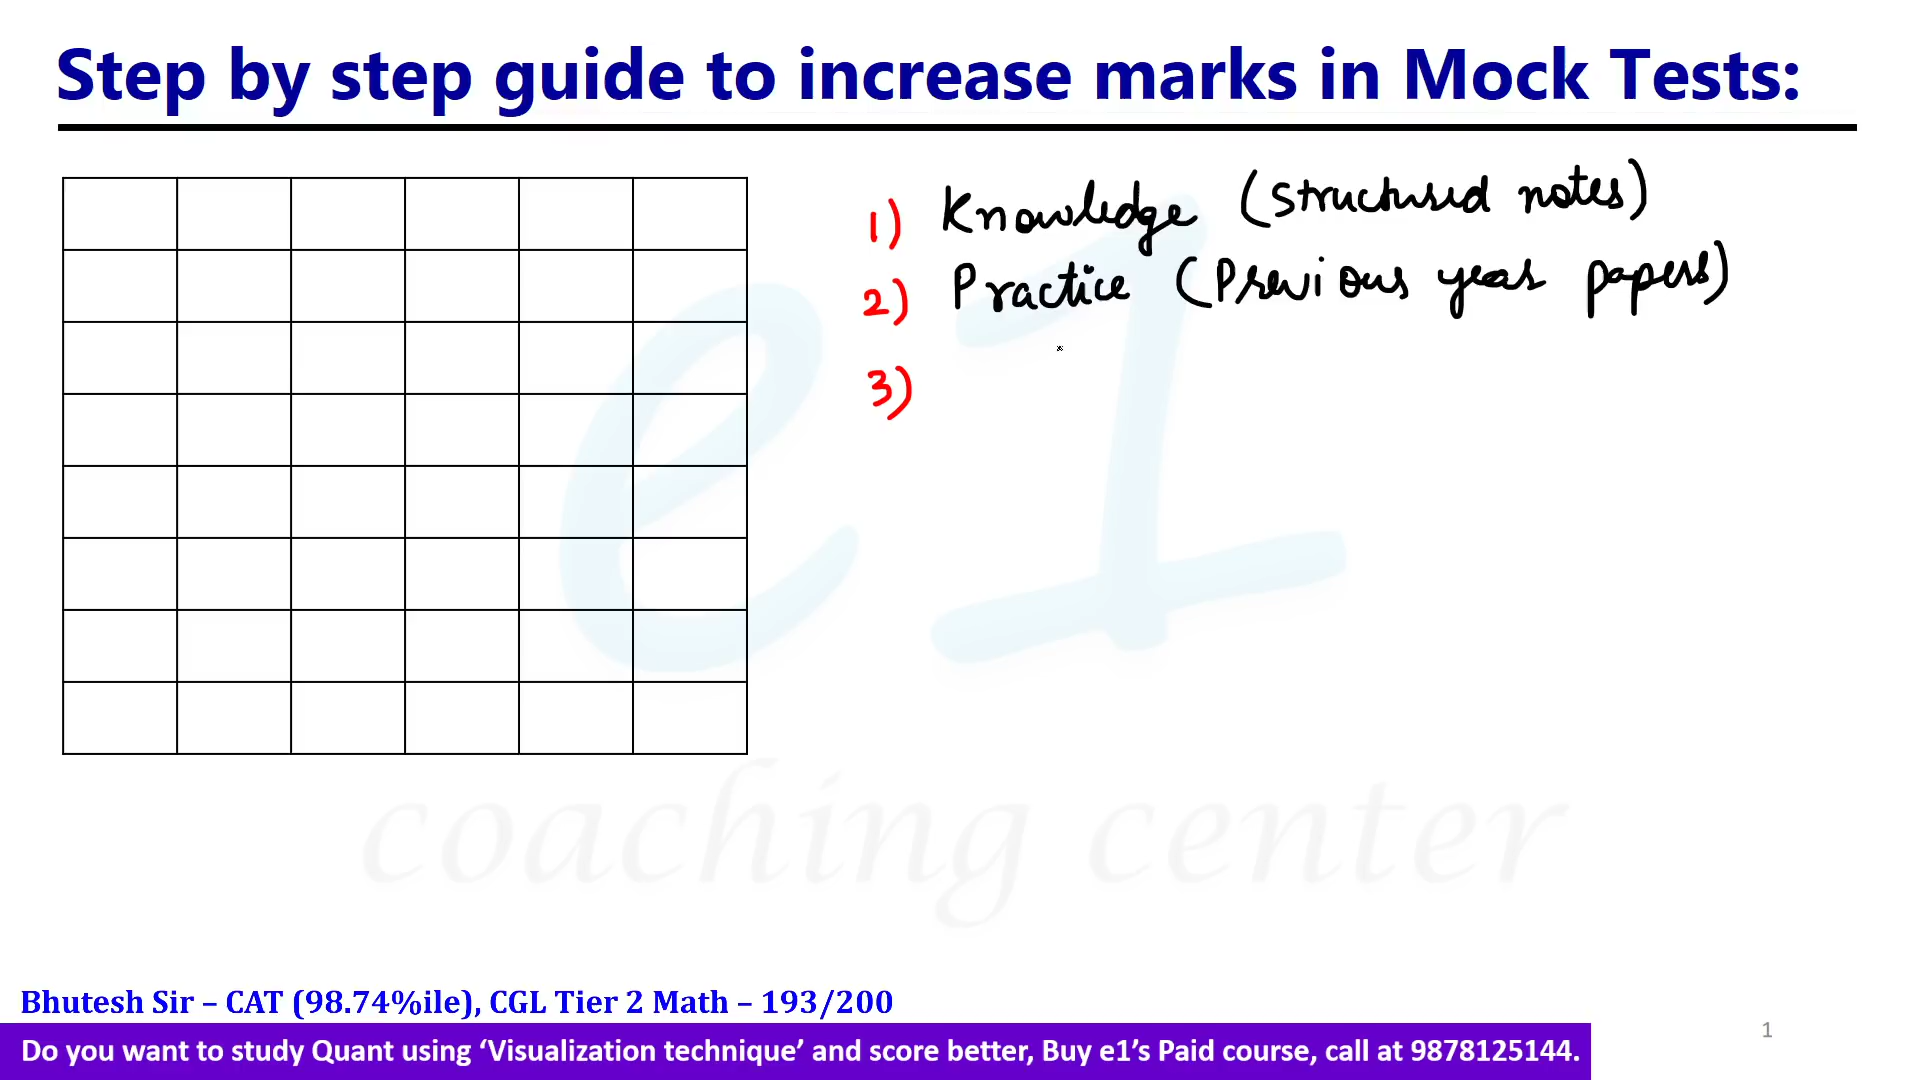 Step by step guide to increase marks in Mock Tests:
1) Knowledge (structured notes)
2) Practice (Previous year papers)
3)
e1
coaching center
Bhutesh Sir – CAT (98.74%ile), CGL Tier 2 Math – 193/200
1
Do you want to study Quant using ‘Visualization technique’ and score better, Buy e1’s Paid course, call at 9878125144.